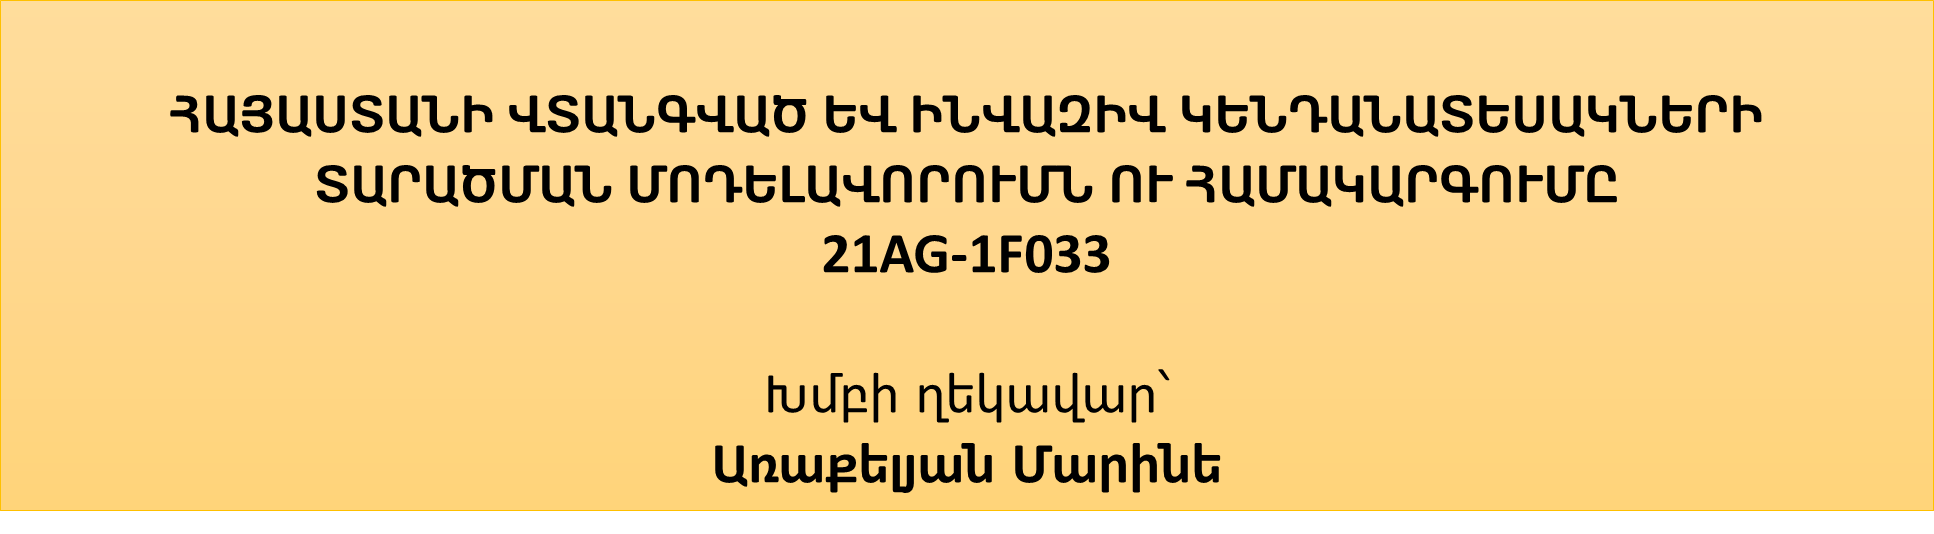 ՀԱՅԱՍՏԱՆԻ ՎՏԱՆԳՎԱԾ ԵՎ ԻՆՎԱԶԻՎ ԿԵՆԴԱՆԱՏԵՍԱԿՆԵՐԻ
ՏԱՐԱԾՄԱՆ ՄՈԴԵԼԱՎՈՐՈՒՄՆ ՈՒ ՀԱՄԱԿԱՐԳՈՒՄԸ
21AG-1F033
Խմբի ղեկավար՝
Առաքելյան Մարինե